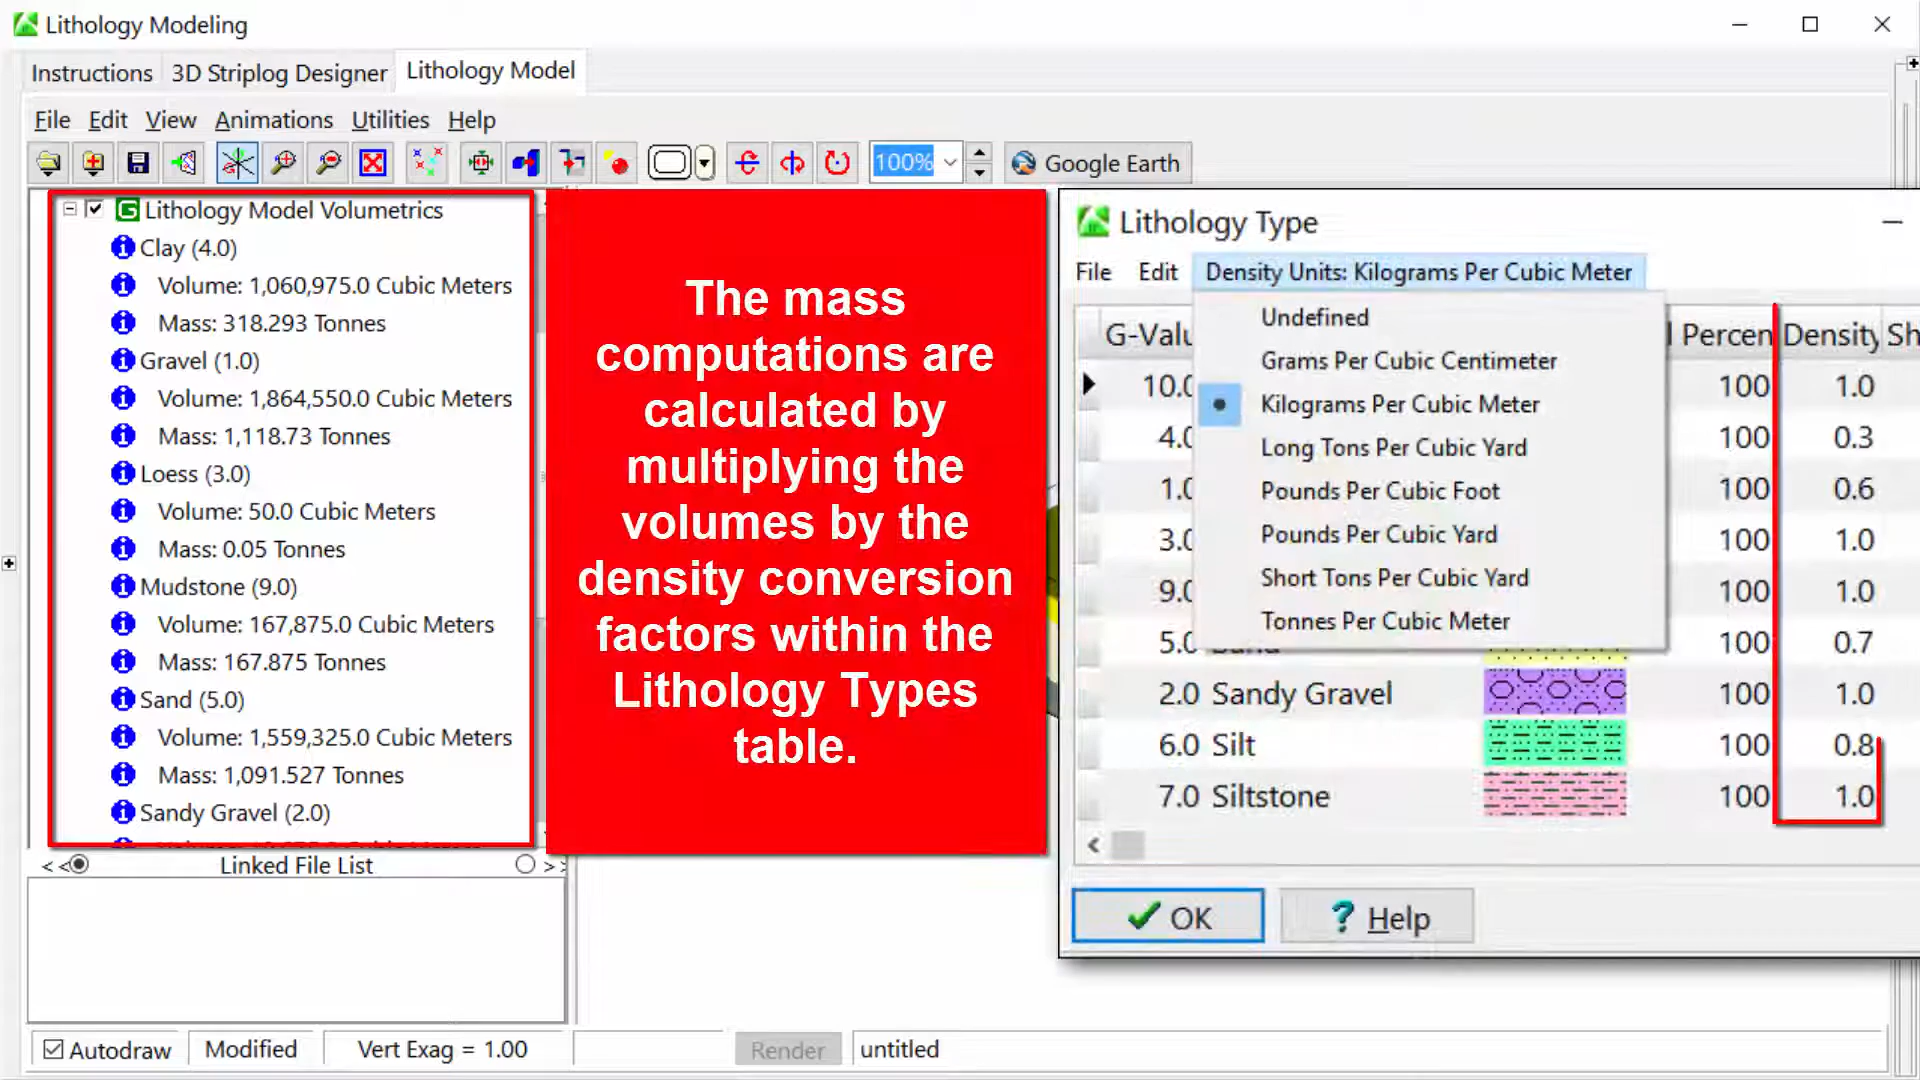 Lithology Modeling
Instructions 3D Striplog Designer Lithology Model
File Edit View Animations Utilities Help
100% Google Earth
Lithology Model Volumetrics
Clay (4.0)
Volume: 1,060,975.0 Cubic Meters
Mass: 318.293 Tonnes
Gravel (1.0)
Volume: 1,864,550.0 Cubic Meters
Mass: 1,118.73 Tonnes
Loess (3.0)
Volume: 50.0 Cubic Meters
Mass: 0.05 Tonnes
Mudstone (9.0)
Volume: 167,875.0 Cubic Meters
Mass: 167.875 Tonnes
Sand (5.0)
Volume: 1,559,325.0 Cubic Meters
Mass: 1,091.527 Tonnes
Sandy Gravel (2.0)
Linked File List
The mass
computations are
calculated by
multiplying the
volumes by the
density conversion
factors within the
Lithology Types
table.
Lithology Type
File Edit Density Units: Kilograms Per Cubic Meter
Undefined
Grams Per Cubic Centimeter
Kilograms Per Cubic Meter
Long Tons Per Cubic Yard
Pounds Per Cubic Foot
Pounds Per Cubic Yard
Short Tons Per Cubic Yard
Tonnes Per Cubic Meter
G-Valu l Percen Density Sh
10.0 100 1.0
4.0 100 0.3
1.0 100 0.6
3.0 100 1.0
9.0 100 1.0
5.0 100 0.7
2.0 Sandy Gravel 100 1.0
6.0 Silt 100 0.8
7.0 Siltstone 100 1.0
OK Help
Autodraw Modified Vert Exag = 1.00 Render untitled